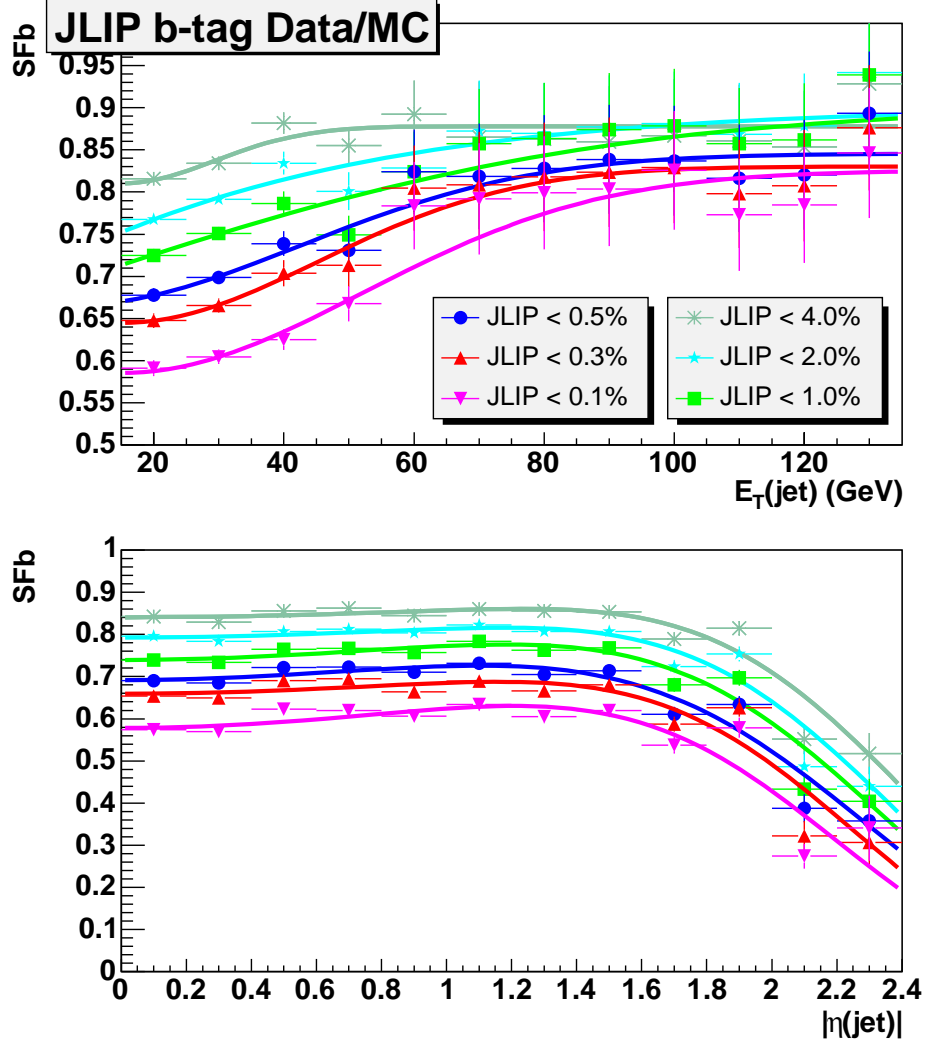 JLIP b-tag Data/MC
SFb
0.95
0.9
0.85
0.8
0.75
0.7
0.65
0.6
0.55
0.5
JLIP < 0.5%
JLIP < 0.3%
JLIP < 0.1%
JLIP < 4.0%
JLIP < 2.0%
JLIP < 1.0%
20 40 60 80 100 120
E_T(jet) (GeV)
SFb
1
0.9
0.8
0.7
0.6
0.5
0.4
0.3
0.2
0.1
0
0 0.2 0.4 0.6 0.8 1 1.2 1.4 1.6 1.8 2 2.2 2.4
|η(jet)|